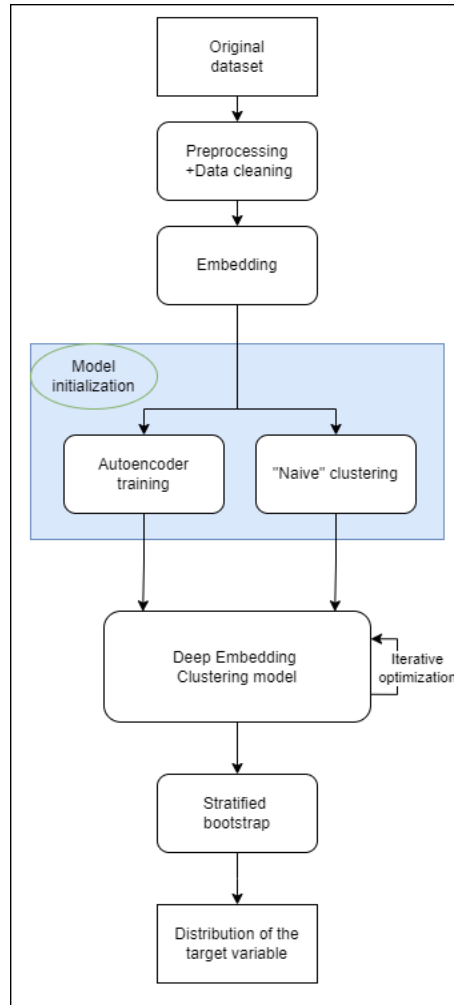 Original
dataset
Preprocessing
+Data cleaning
Embedding
Model
initialization
Autoencoder
training
"Naive" clustering
Deep Embedding
Clustering model
Iterative
optimization
Stratified
bootstrap
Distribution of the
target variable